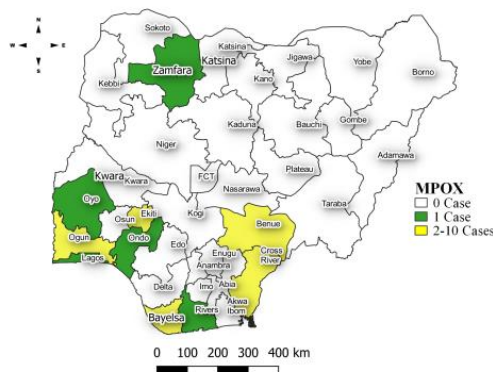 N
W E
S
Sokoto
Katsina
Zamfara
Katsina
Jigawa
Yobe
Borno
Kebbi
Kano
Kaduna
Bauchi
Gombe
Adamawa
Niger
Plateau
FCT
Nasarawa
Taraba
Kwara
Kwara
Oyo
Kogi
Osun
Ekiti
Benue
Ogun
Ondo
Edo
Lagos
Enugu
Cross
River
Anambra
Delta
Imo
Abia
Bayelsa
Rivers
Akwa
Ibom
MPOX
0 Case
1 Case
2-10 Cases
0 100 200 300 400 km